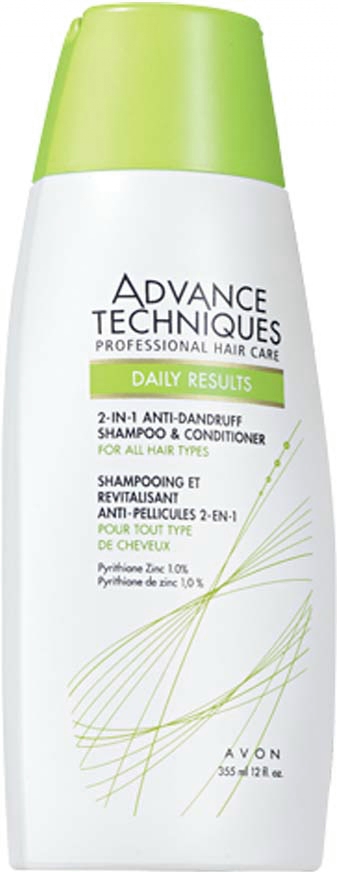 ADVANCE
TECHNIQUES
PROFESSIONAL HAIR CARE
DAILY RESULTS
2-IN-1 ANTI-DANDRUFF
SHAMPOO & CONDITIONER
FOR ALL HAIR TYPES
SHAMPOOING ET
REVITALISANT
ANTI-PELLICULES 2-EN-1
POUR TOUT TYPE
DE CHEVEUX
Pyrithione Zinc 1.0%
Pyrithione de zinc 1,0 %
AVON
355 ml 12 fl. oz.